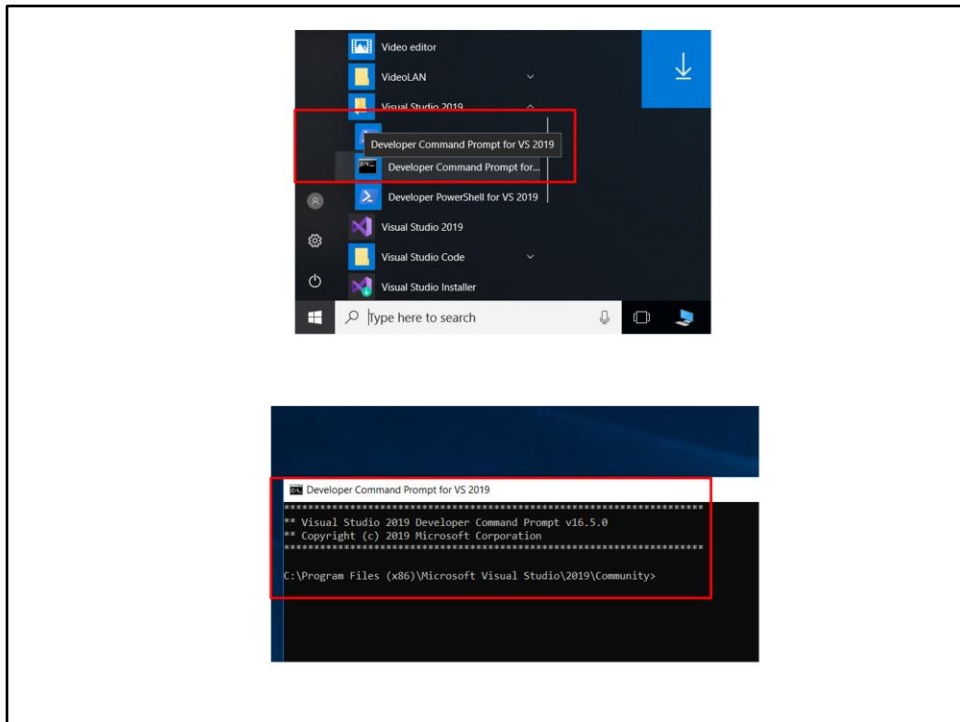 Video editor
VideoLAN
Visual Studio 2019
Developer Command Prompt for VS 2019
Developer Command Prompt for...
Developer PowerShell for VS 2019
Visual Studio 2019
Visual Studio Code
Visual Studio Installer
Type here to search
Developer Command Prompt for VS 2019
**********************************************************************
** Visual Studio 2019 Developer Command Prompt v16.5.0
** Copyright (c) 2019 Microsoft Corporation
**********************************************************************
C:\Program Files (x86)\Microsoft Visual Studio\2019\Community>